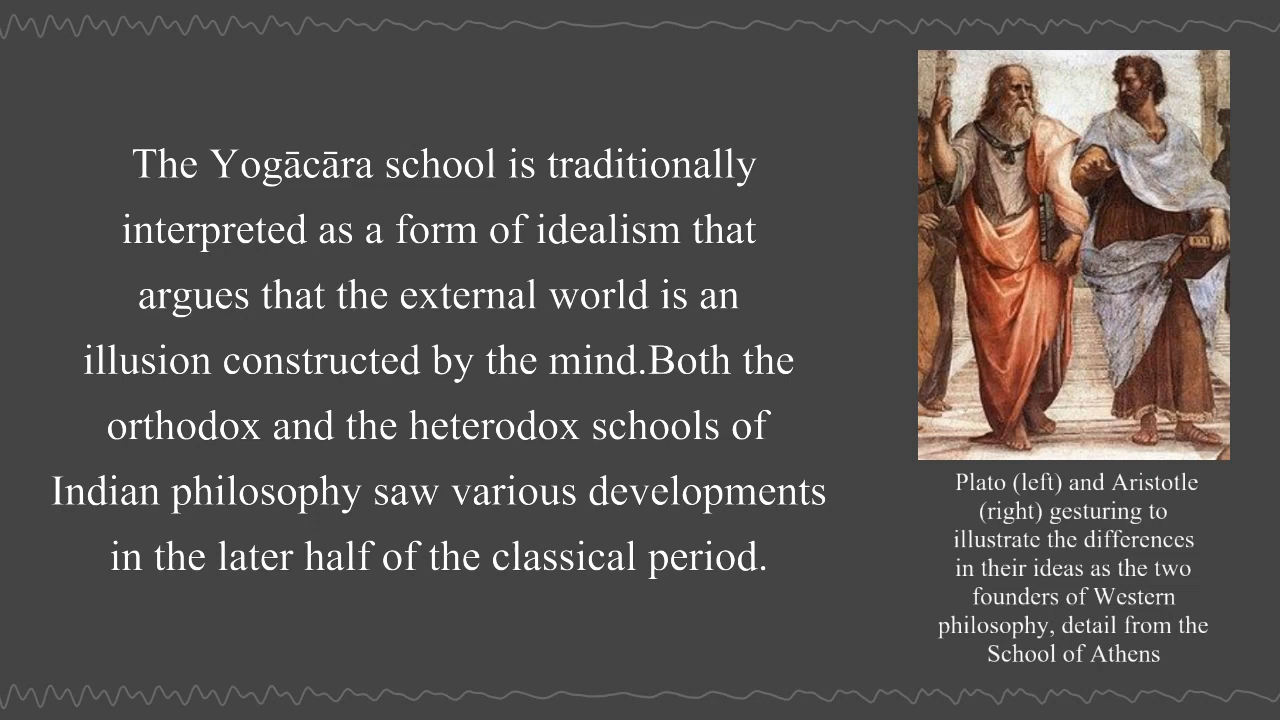 The Yogācāra school is traditionally
interpreted as a form of idealism that
argues that the external world is an
illusion constructed by the mind.Both the
orthodox and the heterodox schools of
Indian philosophy saw various developments
in the later half of the classical period.
Plato (left) and Aristotle
(right) gesturing to
illustrate the differences
in their ideas as the two
founders of Western
philosophy, detail from the
School of Athens